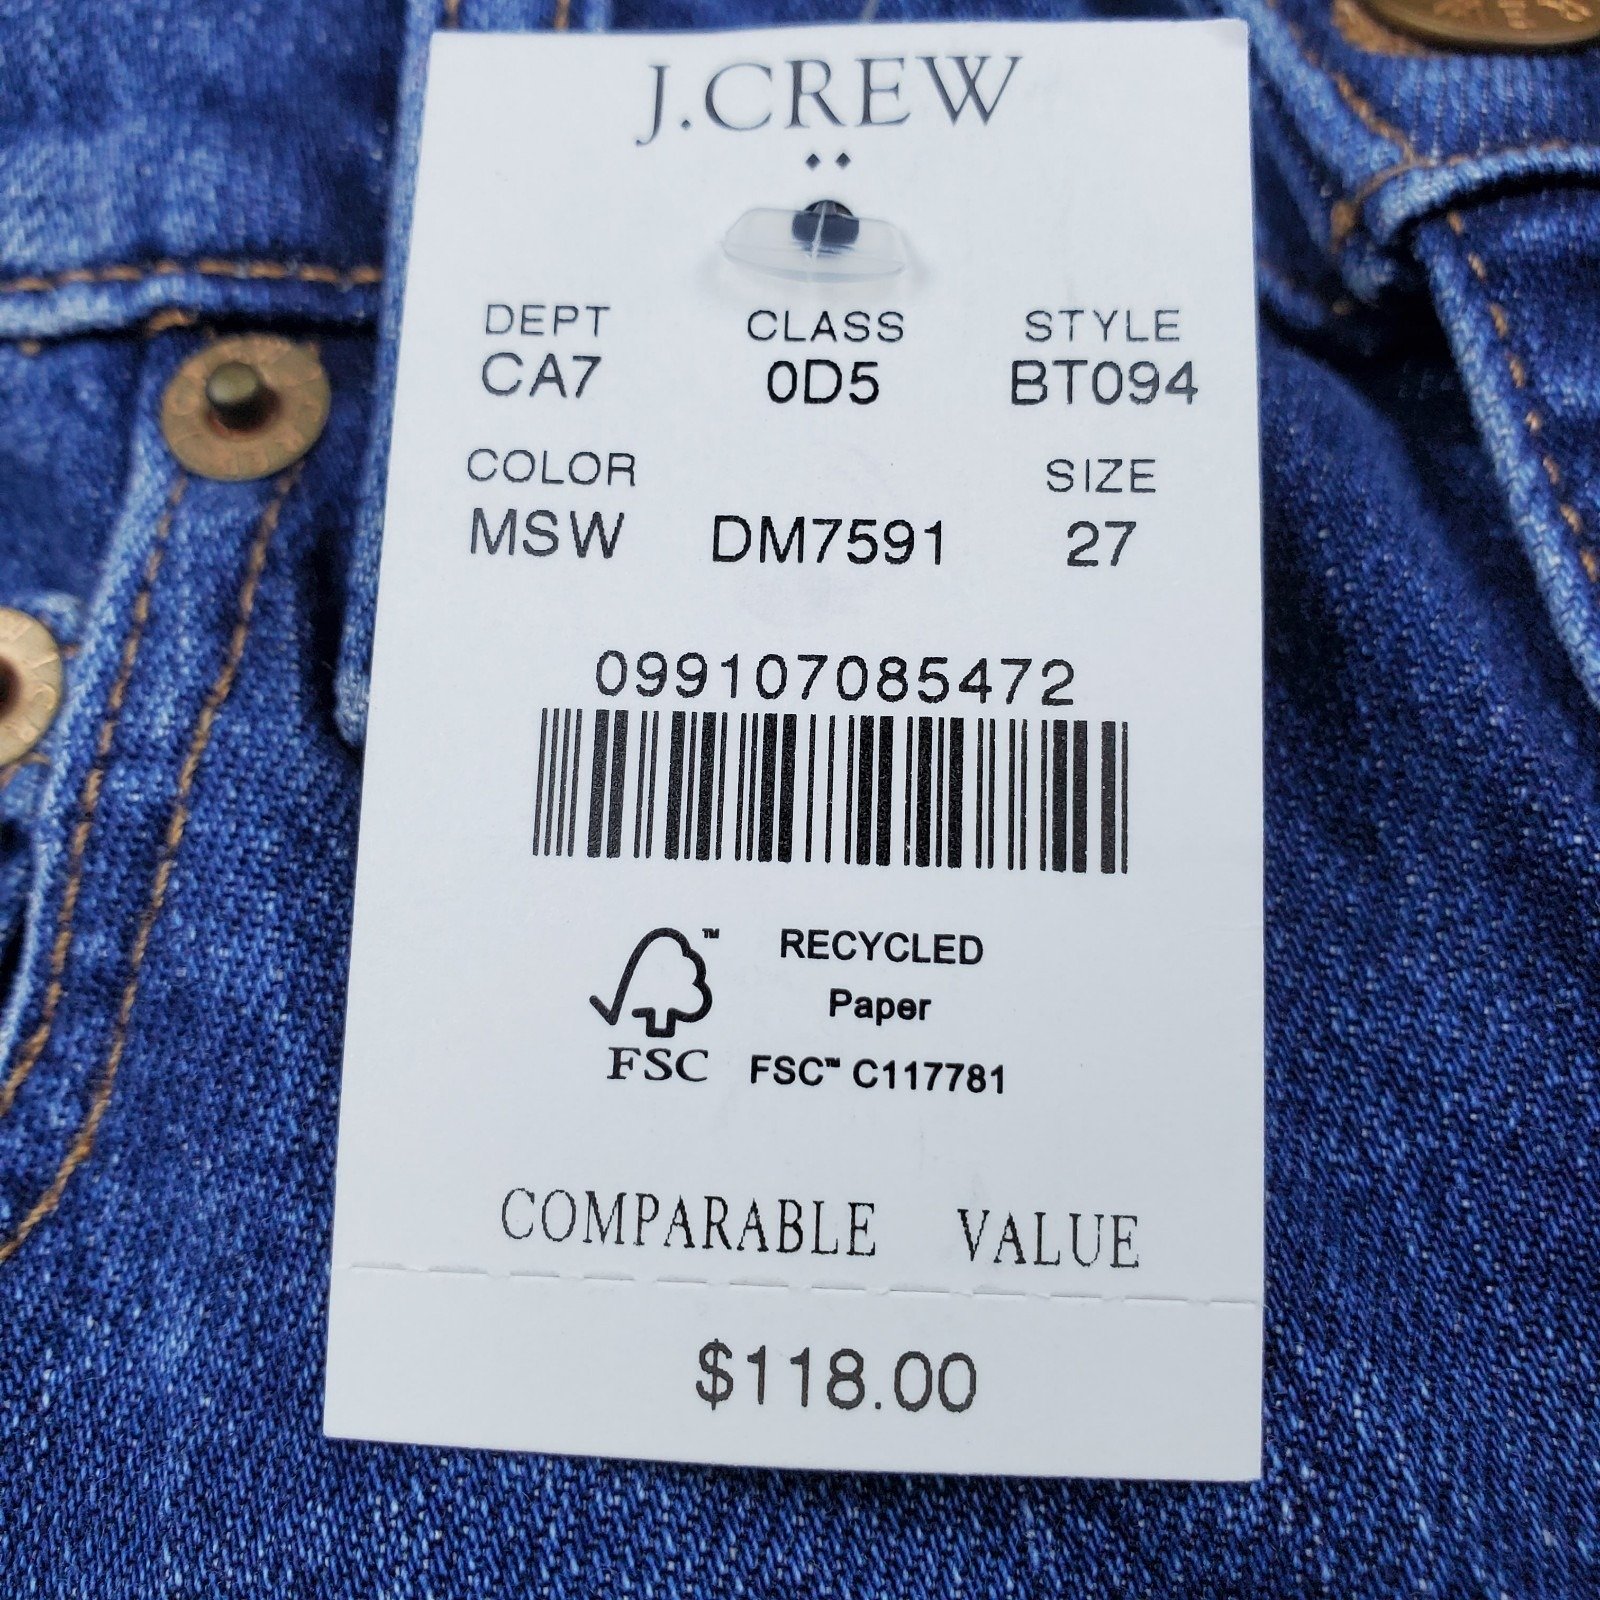 J.CREW
DEPT CLASS STYLE
CA7 0D5 BT094
COLOR SIZE
MSW DM7591 27
099107085472
RECYCLED
Paper
FSC™ C117781
™
FSC
COMPARABLE VALUE
$118.00